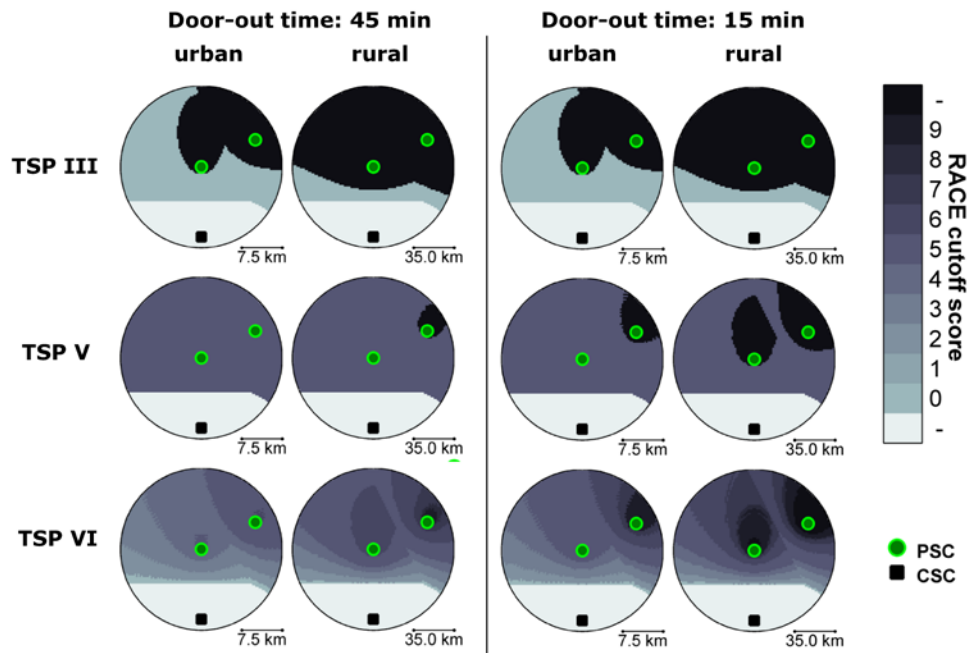 Door-out time: 45 min
Door-out time: 15 min
urban
rural
urban
rural
TSP III
7.5 km
35.0 km
7.5 km
35.0 km
TSP V
7.5 km
35.0 km
7.5 km
35.0 km
TSP VI
7.5 km
35.0 km
7.5 km
35.0 km
-
9
8
7
6
5
4
3
2
1
0
-
RACE cutoff score
PSC
CSC